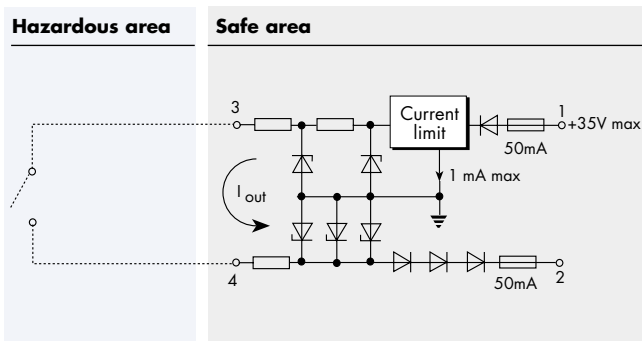 Hazardous area
Safe area
3
Current
limit
1
+35V max
50mA
1 mA max
I out
4
50mA
2